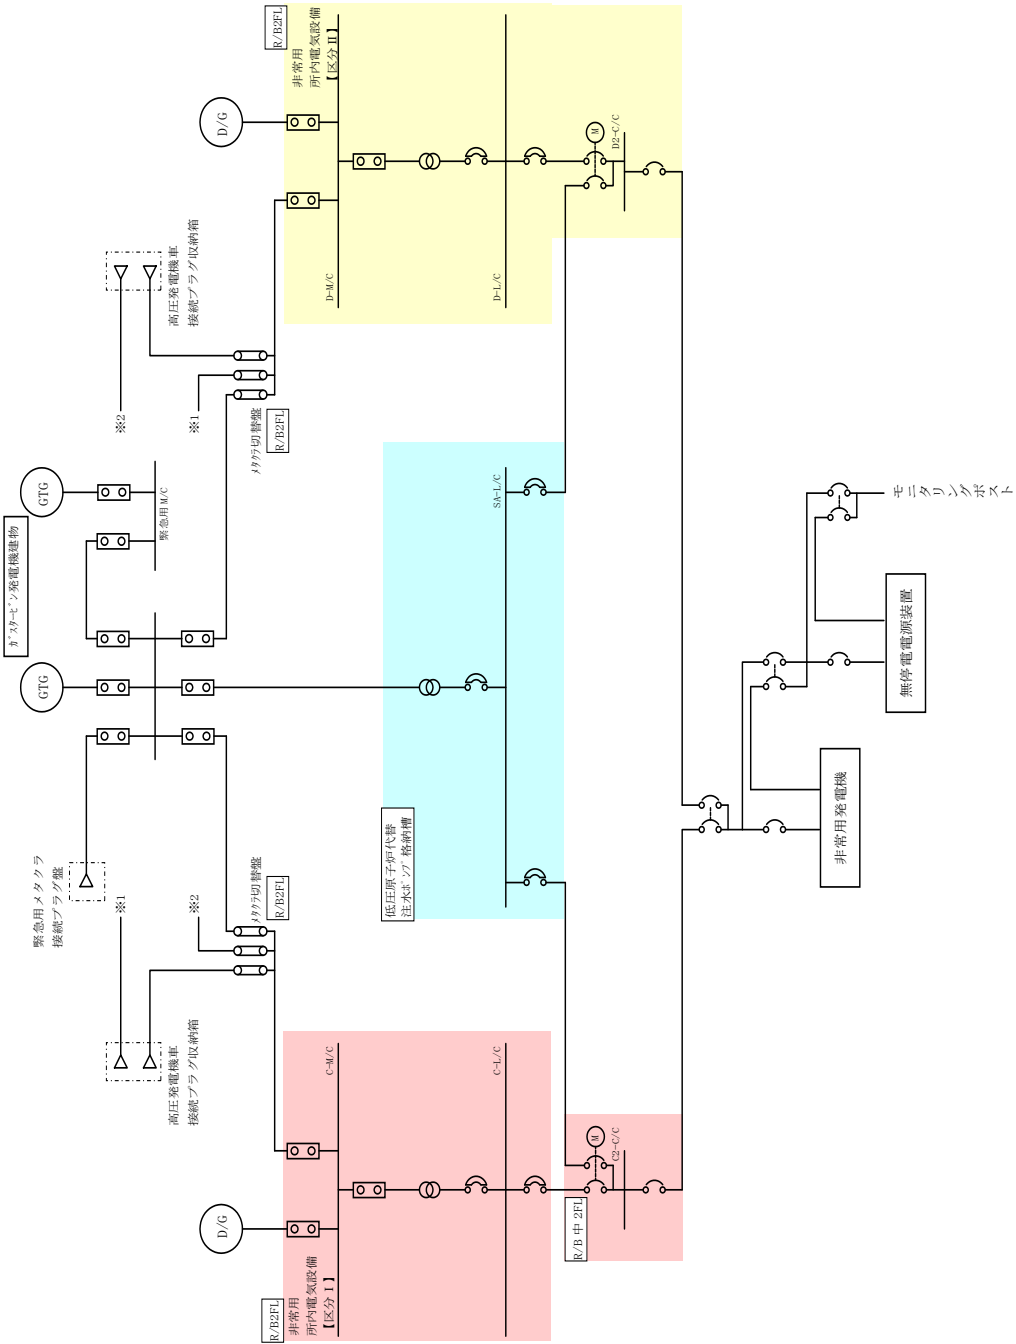 R/B2FL
非常用
所内電気設備
【区分Ⅱ】
D/G
D-M/C
D-L/C
M
D2-C/C
高圧発電機車
接続プラグ収納箱
※2
※1
メタクラ切替盤
R/B2FL
GTG
緊急用 M/C
ガスタービン発電機建物
GTG
SA-L/C
低圧原子炉代替
注水ポンプ格納槽
緊急用メタクラ
接続プラグ盤
※1
※2
メタクラ切替盤
R/B2FL
高圧発電機車
接続プラグ収納箱
D/G
R/B2FL
非常用
所内電気設備
【区分Ⅰ】
C-M/C
C-L/C
M
C2-C/C
R/B 中 2FL
モニタリングポスト
無停電電源装置
非常用発電機